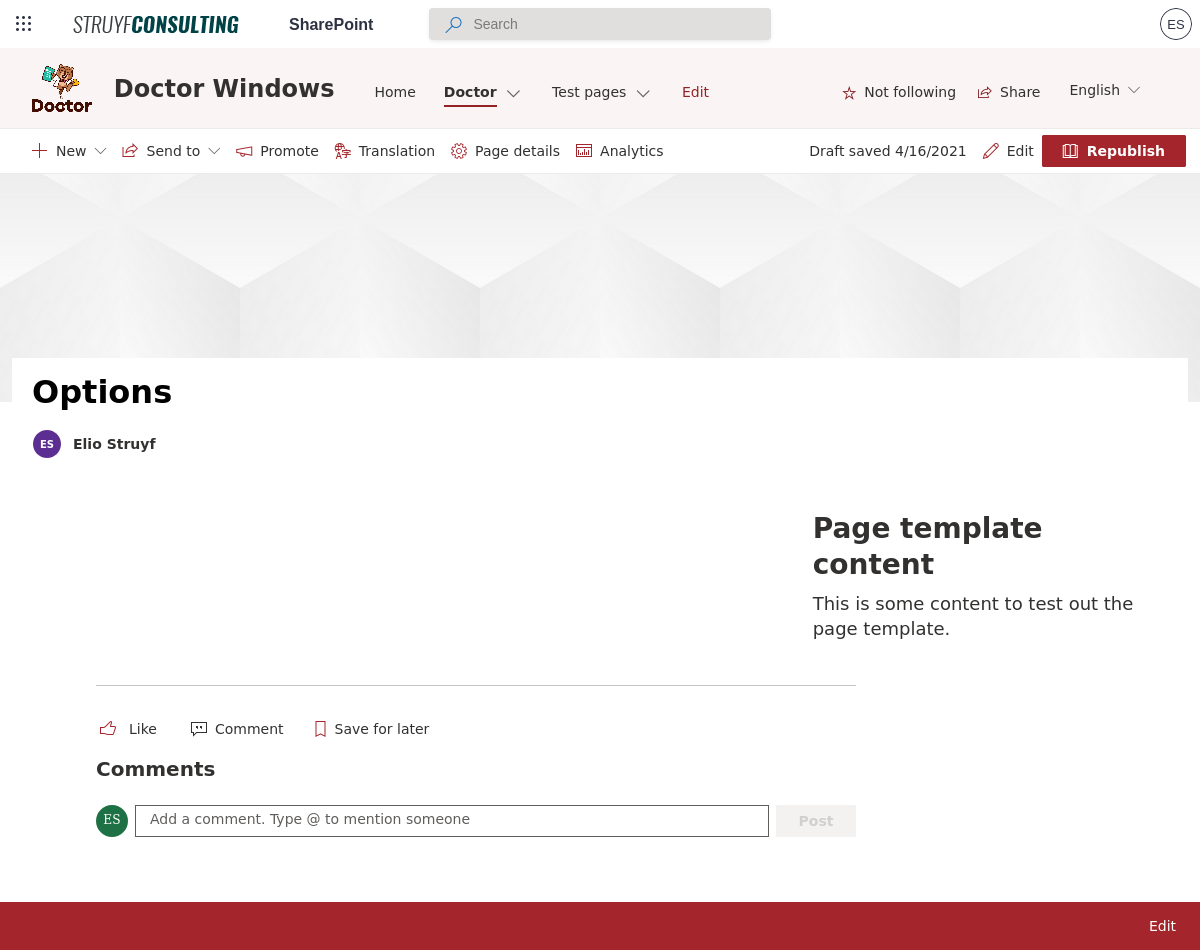 STRUYFCONSULTING SharePoint Search ES
Doctor Doctor Windows Home Doctor Test pages Edit Not following Share English
New Send to Promote Translation Page details Analytics Draft saved 4/16/2021 Edit Republish
Options
ES Elio Struyf
Page template
content
This is some content to test out the
page template.
Like Comment Save for later
Comments
ES Add a comment. Type @ to mention someone Post
Edit